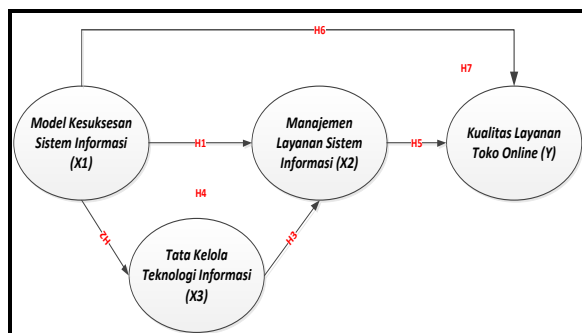 H6
H7
Model Kesuksesan
Sistem Informasi
(X1)
H1
Manajemen
Layanan Sistem
Informasi (X2)
H5
Kualitas Layanan
Toko Online (Y)
H4
H2
H3
Tata Kelola
Teknologi Informasi
(X3)